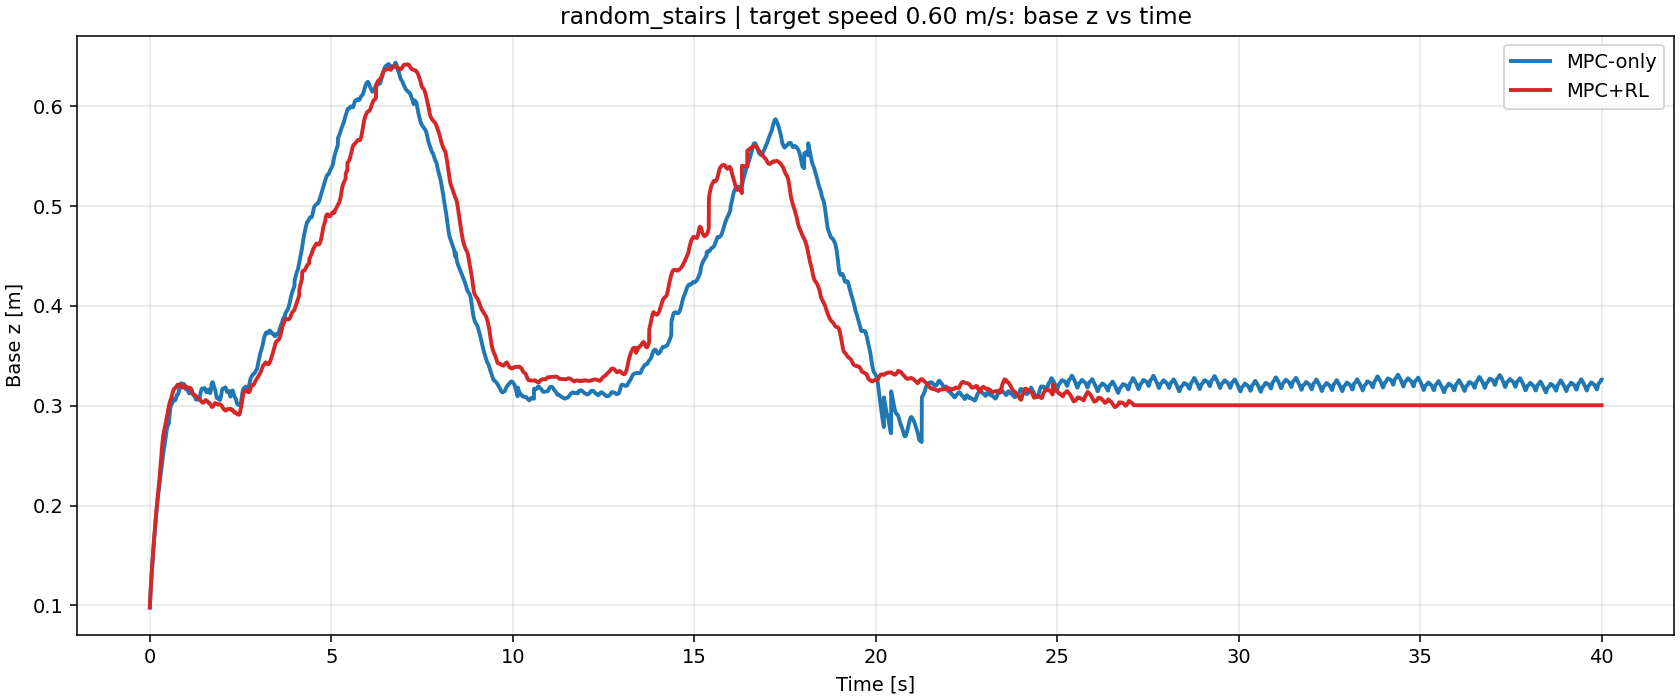 random_stairs | target speed 0.60 m/s: base z vs time
MPC-only
MPC+RL
Base z [m]
0.6
0.5
0.4
0.3
0.2
0.1
0 5 10 15 20 25 30 35 40
Time [s]